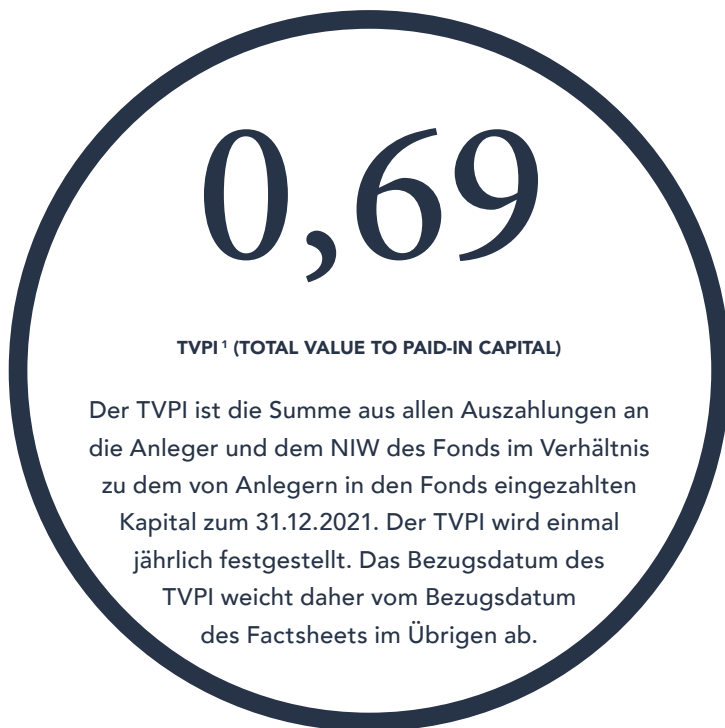 0,69
TVPI¹ (TOTAL VALUE TO PAID-IN CAPITAL)
Der TVPI ist die Summe aus allen Auszahlungen an
die Anleger und dem NIW des Fonds im Verhältnis
zu dem von Anlegern in den Fonds eingezahlten
Kapital zum 31.12.2021. Der TVPI wird einmal
jährlich festgestellt. Das Bezugsdatum des
TVPI weicht daher vom Bezugsdatum
des Factsheets im Übrigen ab.